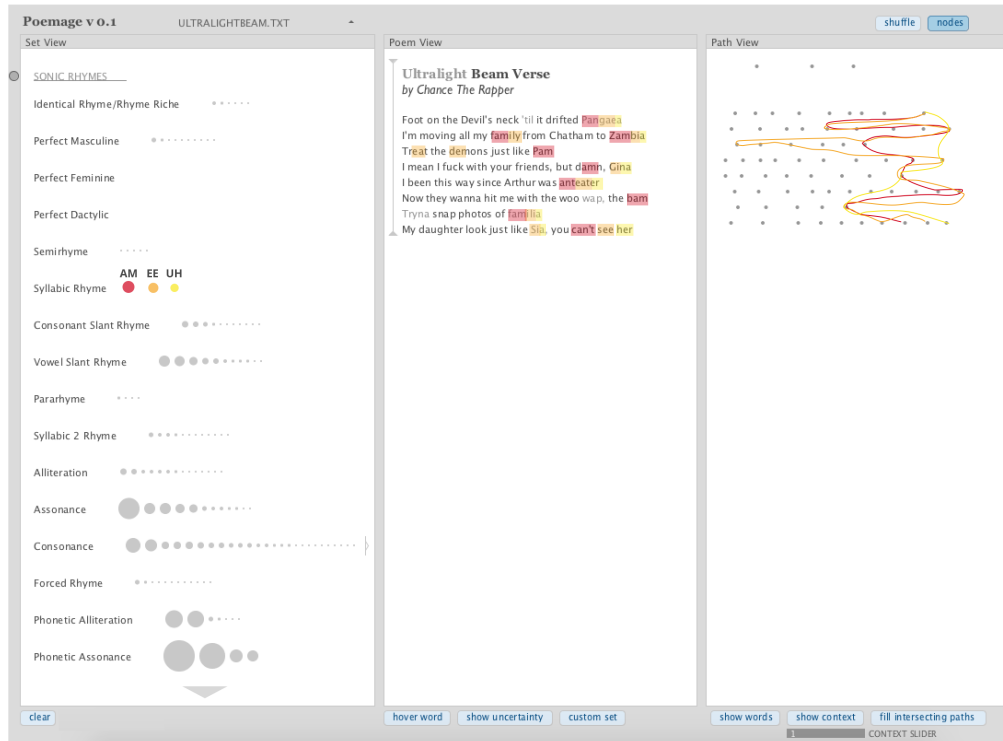 Poemage v 0.1
ULTRALIGHTBEAM.TXT
shuffle
nodes
Set View
Poem View
Path View
SONIC RHYMES
Identical Rhyme/Rhyme Riche
Perfect Masculine
Perfect Feminine
Perfect Dactylic
Semirhyme
AM EE UH
Syllabic Rhyme
Consonant Slant Rhyme
Vowel Slant Rhyme
Pararhyme
Syllabic 2 Rhyme
Alliteration
Assonance
Consonance
Forced Rhyme
Phonetic Alliteration
Phonetic Assonance
Ultralight Beam Verse
by Chance The Rapper
Foot on the Devil's neck 'til it drifted Pangaea
I'm moving all my family from Chatham to Zambia
Treat the demons just like Pam
I mean I fuck with your friends, but damn, Gina
I been this way since Arthur was anteater
Now they wanna hit me with the woo wap, the bam
Tryna snap photos of familia
My daughter look just like Sia, you can't see her
clear
hover word
show uncertainty
custom set
show words
show context
fill intersecting paths
1
CONTEXT SLIDER